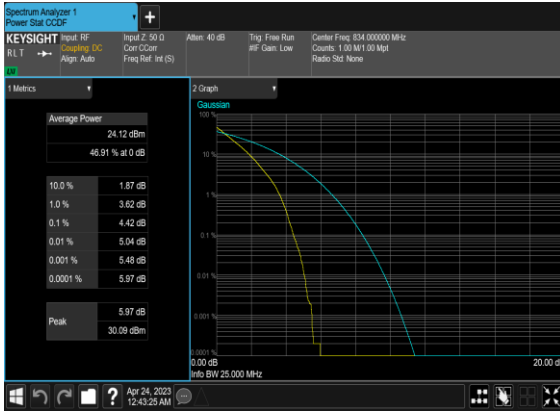 Spectrum Analyzer 1
Power Stat CCDF
+
KEYSIGHT
RLT
LXI
Input: RF
Coupling: DC
Align: Auto
Input Z: 50 Ω
Corr CCorr
Freq Ref: Int (S)
Atten: 40 dB
Trig: Free Run
#IF Gain: Low
Center Freq: 834.000000 MHz
Counts: 1.00 M/1.00 Mpt
Radio Std: None
1 Metrics
Average Power
24.12 dBm
46.91 % at 0 dB
10.0 % 1.87 dB
1.0 % 3.62 dB
0.1 % 4.42 dB
0.01 % 5.04 dB
0.001 % 5.48 dB
0.0001 % 5.97 dB
Peak
5.97 dB
30.09 dBm
2 Graph
Gaussian
100 %
10 %
1 %
0.1 %
0.01 %
0.001 %
0.0001 %
0.00 dB
20.00 d
Info BW 25.000 MHz
?
Apr 24, 2023
12:43:25 AM